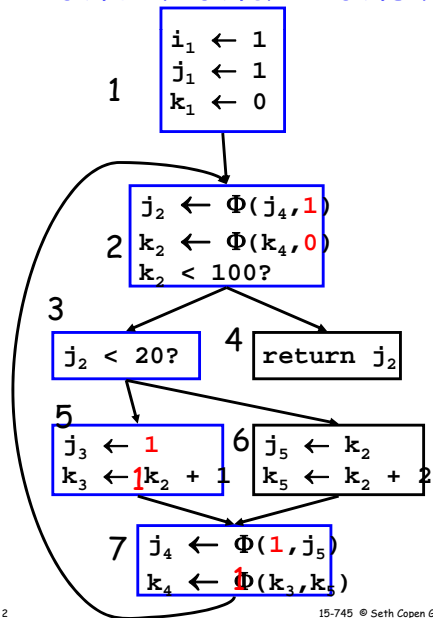 1
i₁ ← 1
j₁ ← 1
k₁ ← 0
2
j₂ ← Φ(j₄,1)
k₂ ← Φ(k₄,0)
k₂ < 100?
3
j₂ < 20?
4
return j₂
5
j₃ ← 1
k₃ ← 1 k₂ + 1
6
j₅ ← k₂
k₅ ← k₂ + 2
7
j₄ ← Φ(1,j₅)
k₄ ← 1 Φ(k₃,k₅)
2
15-745 © Seth Copen G